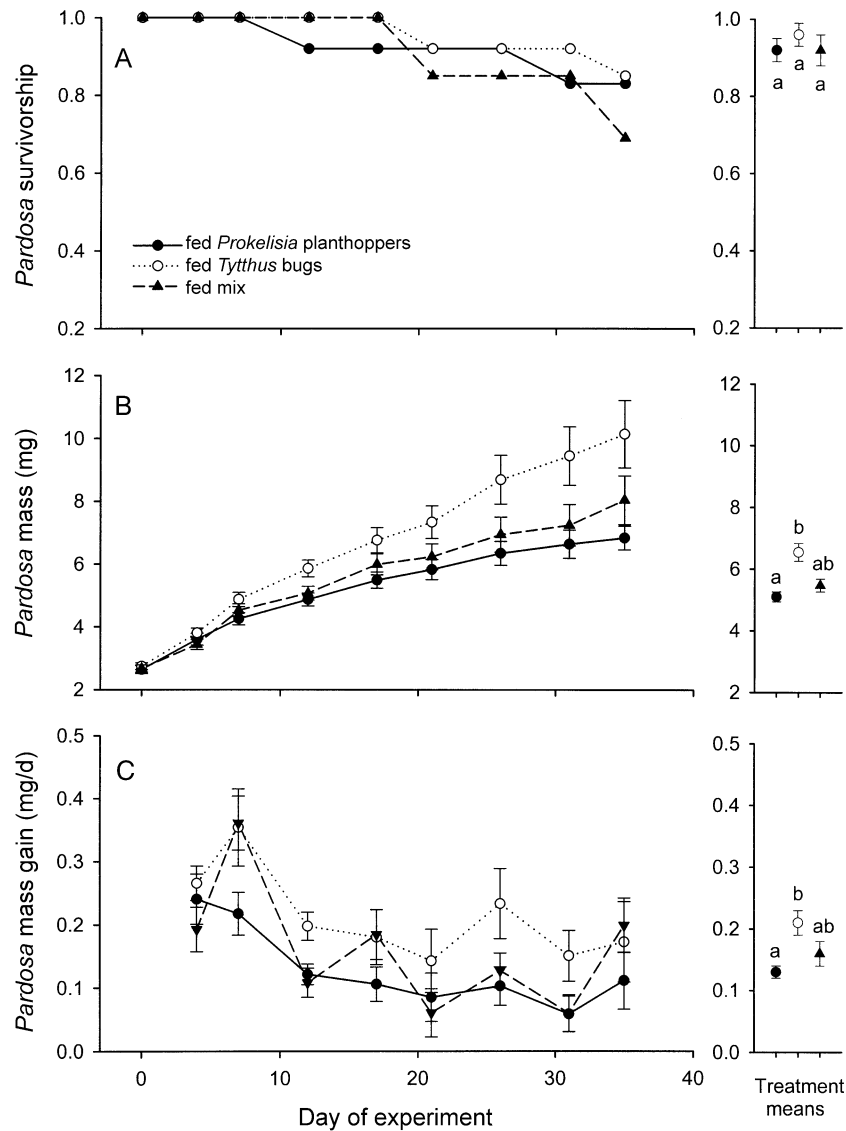 A
Pardosa survivorship
1.0
0.8
0.6
0.4
0.2
fed Prokelisia planthoppers
fed Tytthus bugs
fed mix
1.0
0.8
0.6
0.4
0.2
a
a
a
B
Pardosa mass (mg)
12
10
8
6
4
2
12
10
8
6
4
2
a
b
ab
C
Pardosa mass gain (mg/d)
0.5
0.4
0.3
0.2
0.1
0.0
0.5
0.4
0.3
0.2
0.1
0.0
a
b
ab
0
10
20
30
40
Day of experiment
Treatment
means